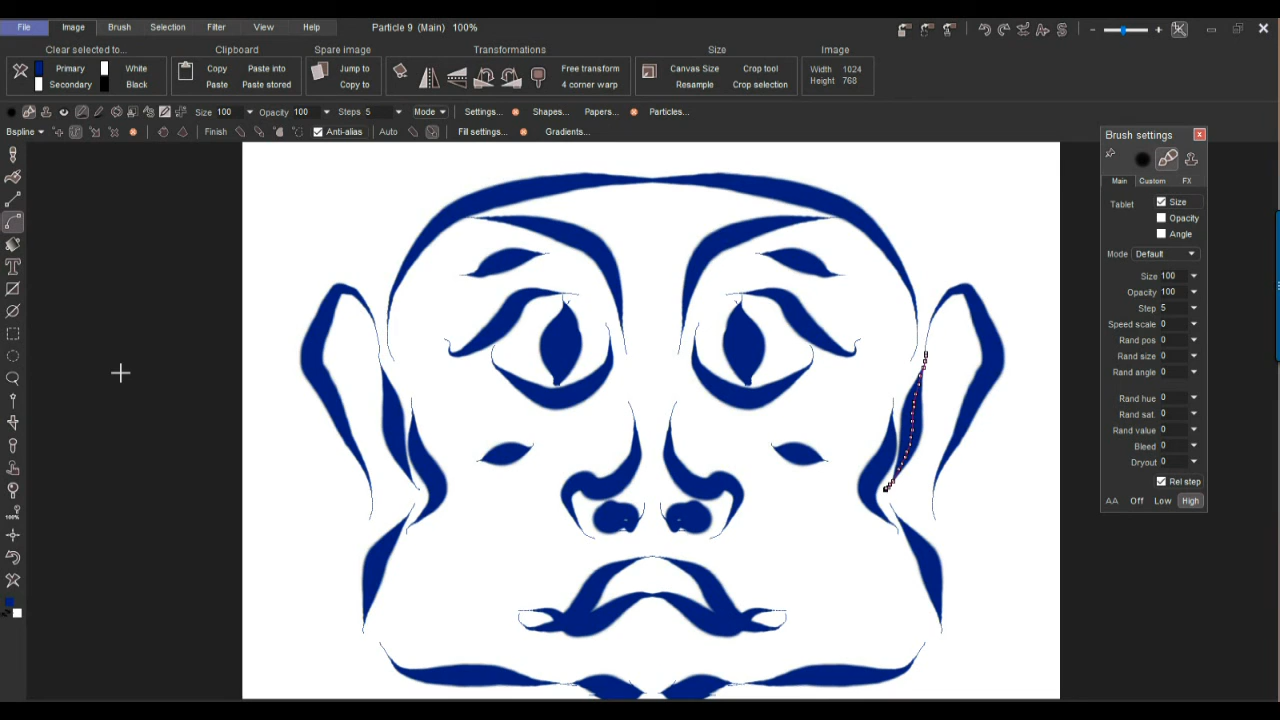 File Image Brush Selection Filter View Help Particle 9 (Main) 100%
Clear selected to... Clipboard Spare image Transformations Size Image
Primary White Copy Paste into Jump to Free transform Canvas Size Crop tool Width 1024
Secondary Black Paste Paste stored Copy to 4 corner warp Resample Crop selection Height 768
Size 100 Opacity 100 Steps 5 Mode Settings... Shapes... Papers... Particles...
Bspline Finish Anti-alias Auto Fill settings... Gradients...
Brush settings
Main Custom FX
Tablet Size
Opacity
Angle
Mode Default
Size 100
Opacity 100
Step 5
Speed scale 0
Rand pos 0
Rand size 0
Rand angle 0
Rand hue 0
Rand sat. 0
Rand value 0
Bleed 0
Dryout 0
Rel step
AA Off Low High
100%